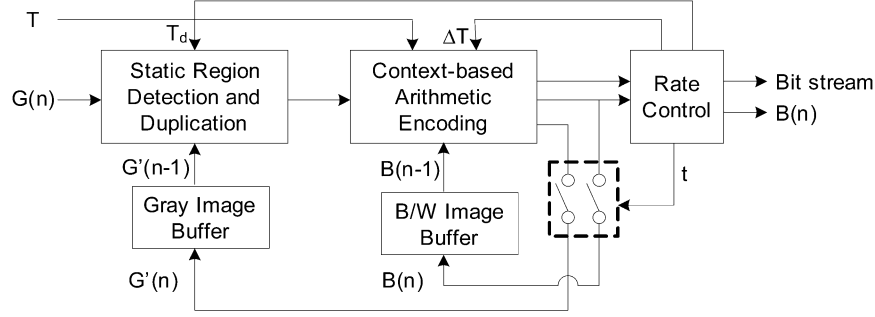 T
T_d
ΔT
G(n)
Static Region
Detection and
Duplication
Context-based
Arithmetic
Encoding
Rate
Control
Bit stream
B(n)
G'(n-1)
B(n-1)
t
Gray Image
Buffer
B/W Image
Buffer
G'(n)
B(n)